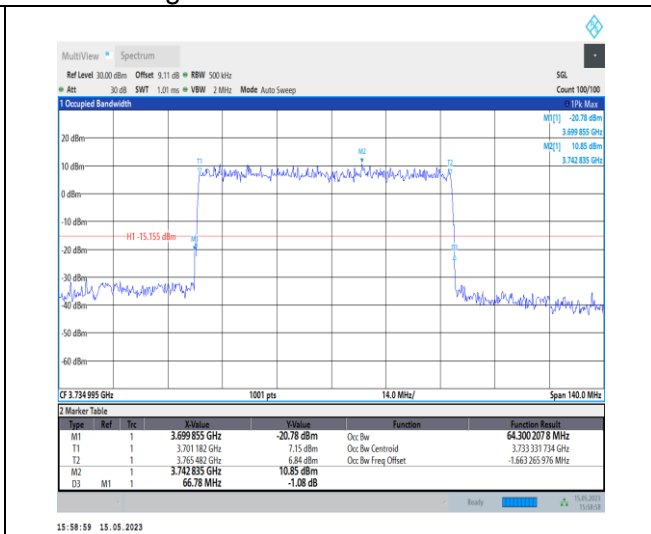 MultiView Spectrum
Ref Level 30.00 dBm Offset 9.11 dB RBW 500 kHz SGL
Att 30 dB SWT 1.01 ms VBW 2 MHz Mode Auto Sweep Count 100/100
1 Occupied Bandwidth 1Pk Max
M1[1] -20.78 dBm
3.699 855 GHz
M2[1] 10.85 dBm
3.742 835 GHz
20 dBm
M2
T1 T2
10 dBm
0 dBm
-10 dBm
H1 -15.155 dBm
M1
-20 dBm
-30 dBm
-40 dBm
-50 dBm
-60 dBm
CF 3.734 995 GHz 1001 pts 14.0 MHz/ Span 140.0 MHz
2 Marker Table
Type Ref Trc X-Value Y-Value Function Function Result
M1 1 3.699 855 GHz -20.78 dBm Occ Bw 64.300 207 8 MHz
T1 1 3.701 182 GHz 7.15 dBm Occ Bw Centroid 3.733 331 734 GHz
T2 1 3.765 482 GHz 6.84 dBm Occ Bw Freq Offset -1.663 265 976 MHz
M2 1 3.742 835 GHz 10.85 dBm
D3 M1 1 66.78 MHz -1.08 dB
Ready 15.05.2023
15:58:58
15:58:59 15.05.2023